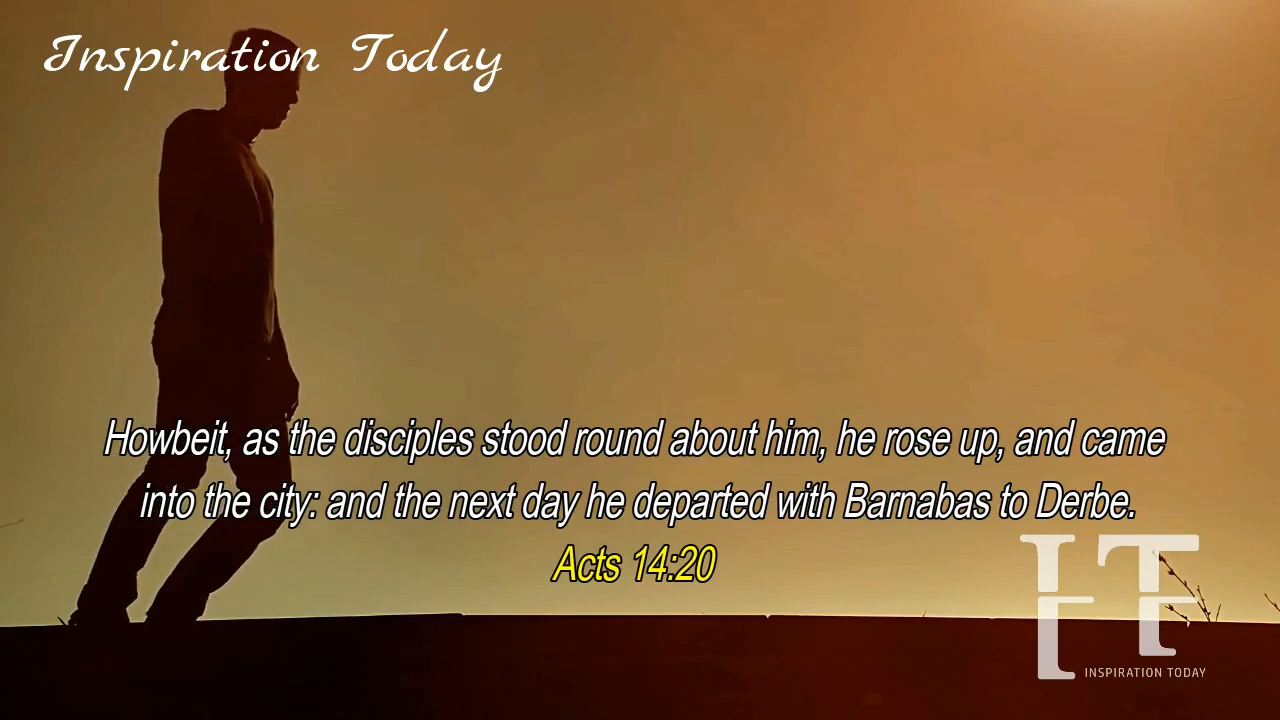 Inspiration Today
Howbeit, as the disciples stood round about him, he rose up, and came
into the city: and the next day he departed with Barnabas to Derbe.
Acts 14:20
IT
INSPIRATION TODAY